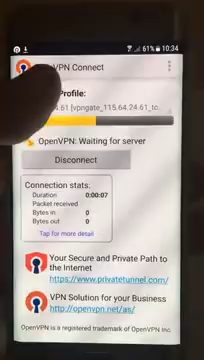 61% 10:34
VPN Connect
Profile:
4.61 [vpngate_115.64.24.61_tc..
OpenVPN: Waiting for server
Disconnect
Connection stats:
Duration 0:00:07
Packet received
Bytes in 0
Bytes out 0
Tap for more detail
Your Secure and Private Path to
the Internet
https://www.privatetunnel.com/
VPN Solution for your Business
http://openvpn.net/as/
OpenVPN is a registered trademark of OpenVPN Inc.